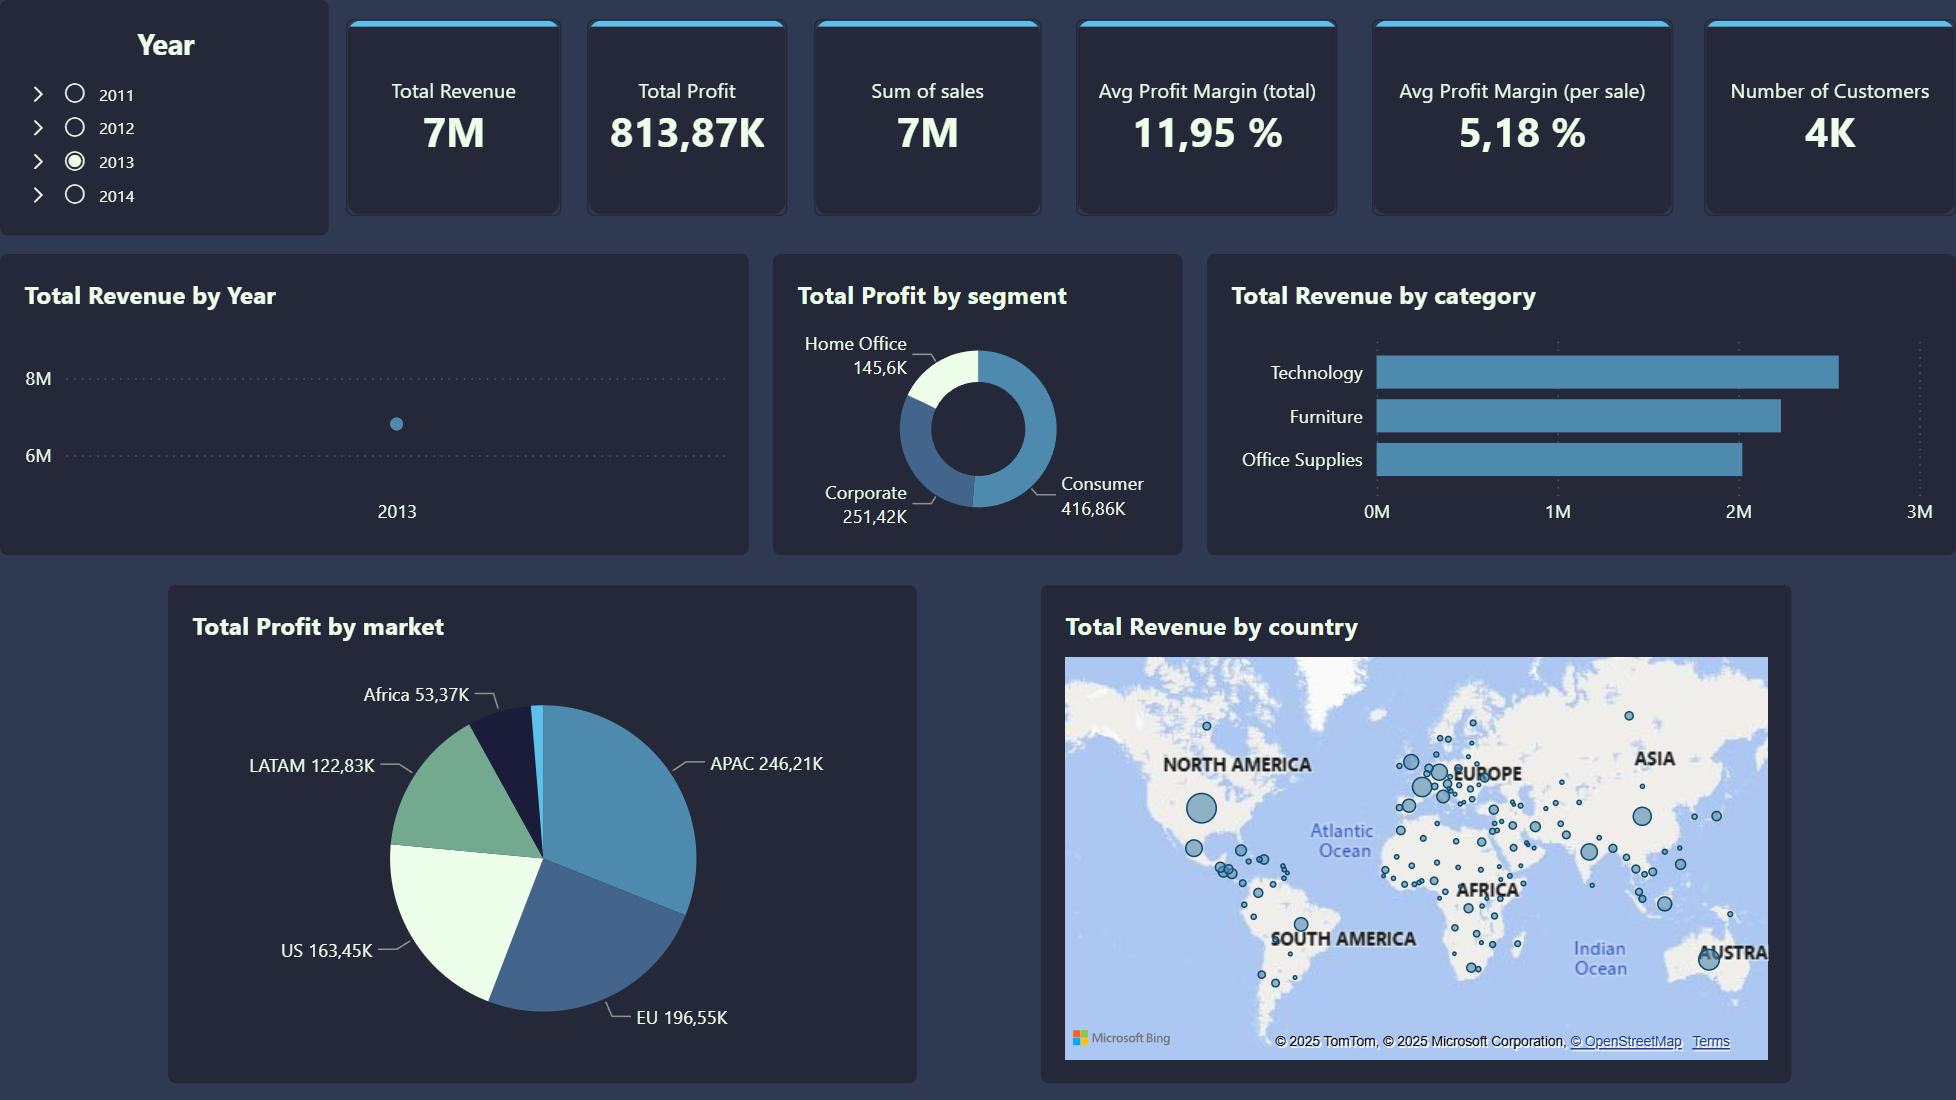 Year
2011
2012
2013
2014
Total Revenue
7M
Total Profit
813,87K
Sum of sales
7M
Avg Profit Margin (total)
11,95 %
Avg Profit Margin (per sale)
5,18 %
Number of Customers
4K
Total Revenue by Year
8M
6M
2013
Total Profit by segment
Home Office
145,6K
Corporate
251,42K
Consumer
416,86K
Total Revenue by category
Technology
Furniture
Office Supplies
0M 1M 2M 3M
Total Profit by market
Africa 53,37K
LATAM 122,83K
APAC 246,21K
US 163,45K
EU 196,55K
Total Revenue by country
NORTH AMERICA
EUROPE
ASIA
Atlantic
Ocean
AFRICA
SOUTH AMERICA
Indian
Ocean
AUSTRA
Microsoft Bing
© 2025 TomTom, © 2025 Microsoft Corporation, © OpenStreetMap Terms